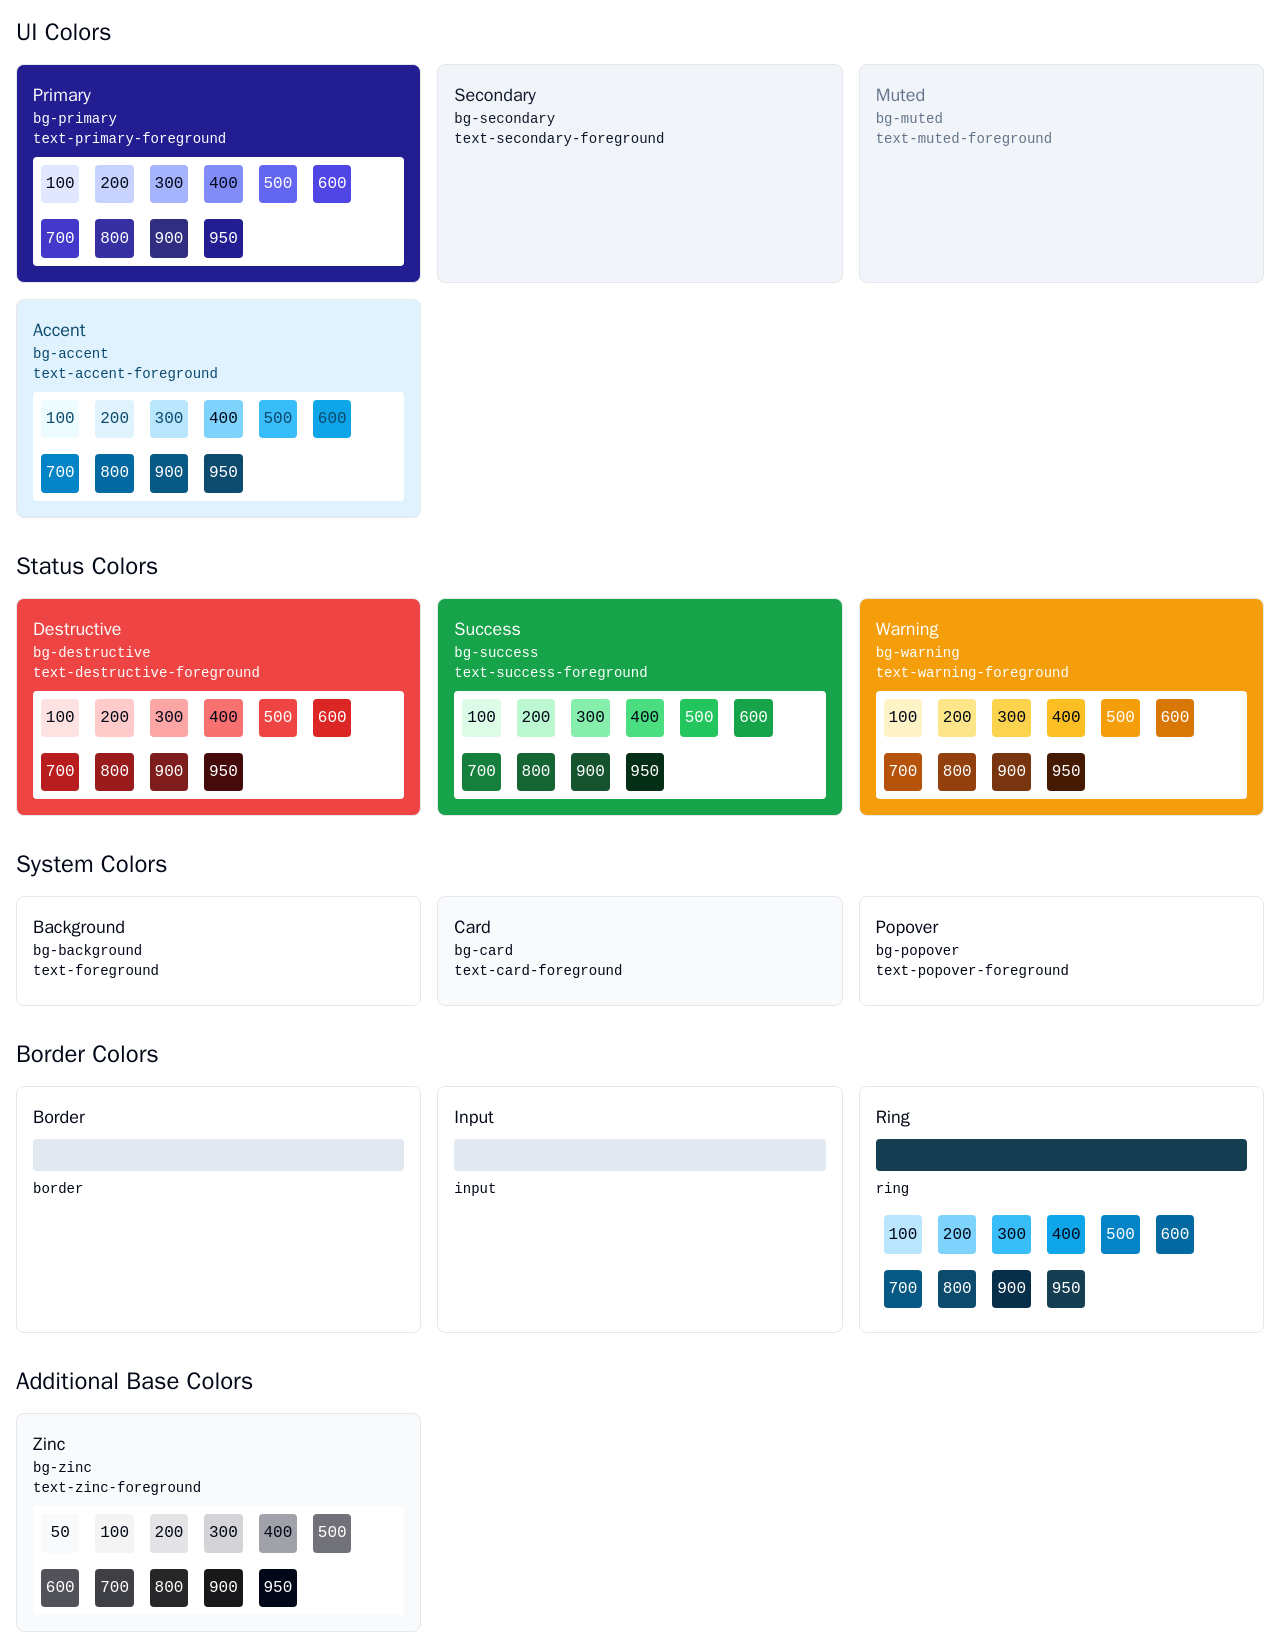 UI Colors
Primary
bg-primary
text-primary-foreground
100 200 300 400 500 600
700 800 900 950
Secondary
bg-secondary
text-secondary-foreground
Muted
bg-muted
text-muted-foreground
Accent
bg-accent
text-accent-foreground
100 200 300 400 500 600
700 800 900 950
Status Colors
Destructive
bg-destructive
text-destructive-foreground
100 200 300 400 500 600
700 800 900 950
Success
bg-success
text-success-foreground
100 200 300 400 500 600
700 800 900 950
Warning
bg-warning
text-warning-foreground
100 200 300 400 500 600
700 800 900 950
System Colors
Background
bg-background
text-foreground
Card
bg-card
text-card-foreground
Popover
bg-popover
text-popover-foreground
Border Colors
Border
border
Input
input
Ring
ring
100 200 300 400 500 600
700 800 900 950
Additional Base Colors
Zinc
bg-zinc
text-zinc-foreground
50 100 200 300 400 500
600 700 800 900 950